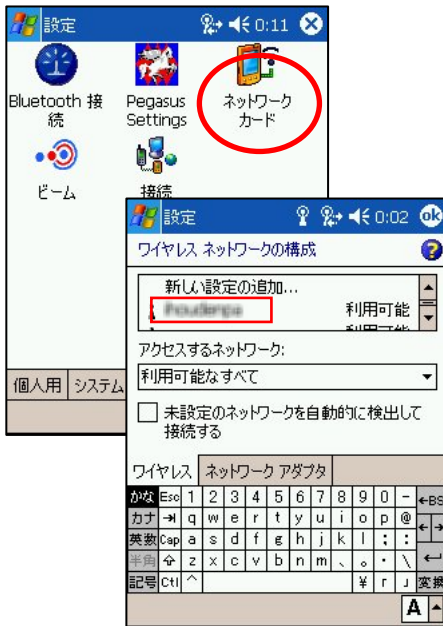 設定
0:11
Bluetooth 接
続
Pegasus
Settings
ネットワーク
カード
ビーム
接続
個人用 システム
設定
0:02 ok
ワイヤレス ネットワークの構成
新しい設定の追加...
利用可能
アクセスするネットワーク:
利用可能なすべて
未設定のネットワークを自動的に検出して
接続する
ワイヤレス ネットワーク アダプタ
かな Esc 1 2 3 4 5 6 7 8 9 0 - ←BS
カナ q w e r t y u i o p @
英数 Cap a s d f g h j k l ; :
半角 z x c v b n m 、 。 ・ \
記号 Ctl ^ ¥ 「 」 変換
A